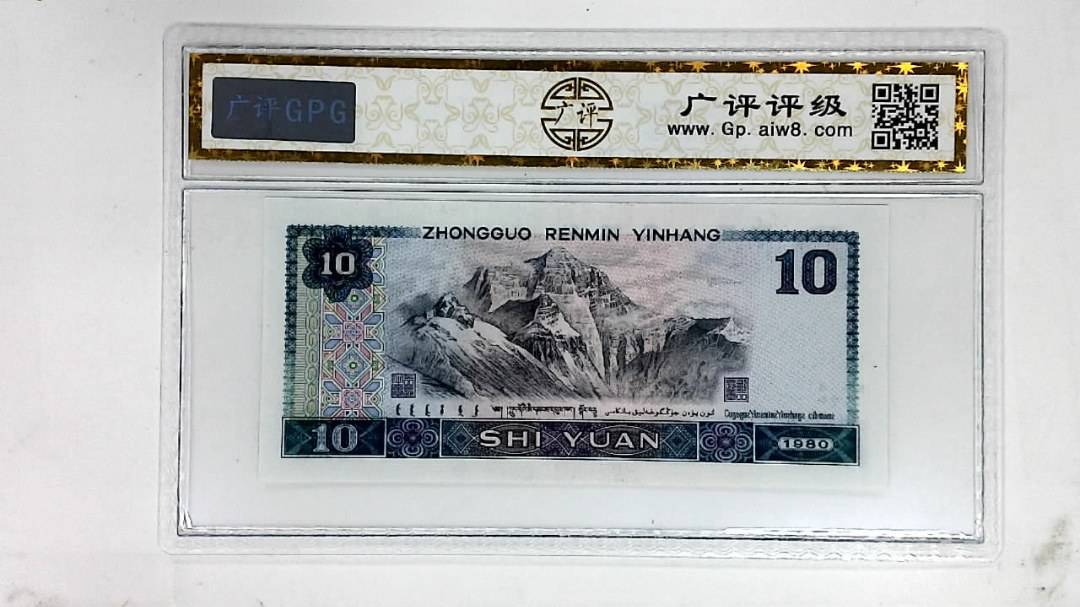 广评GPG
广评
广评评级
www.Gp.aiw8.com
ZHONGGUO RENMIN YINHANG
10
10
10
SHI YUAN
1980